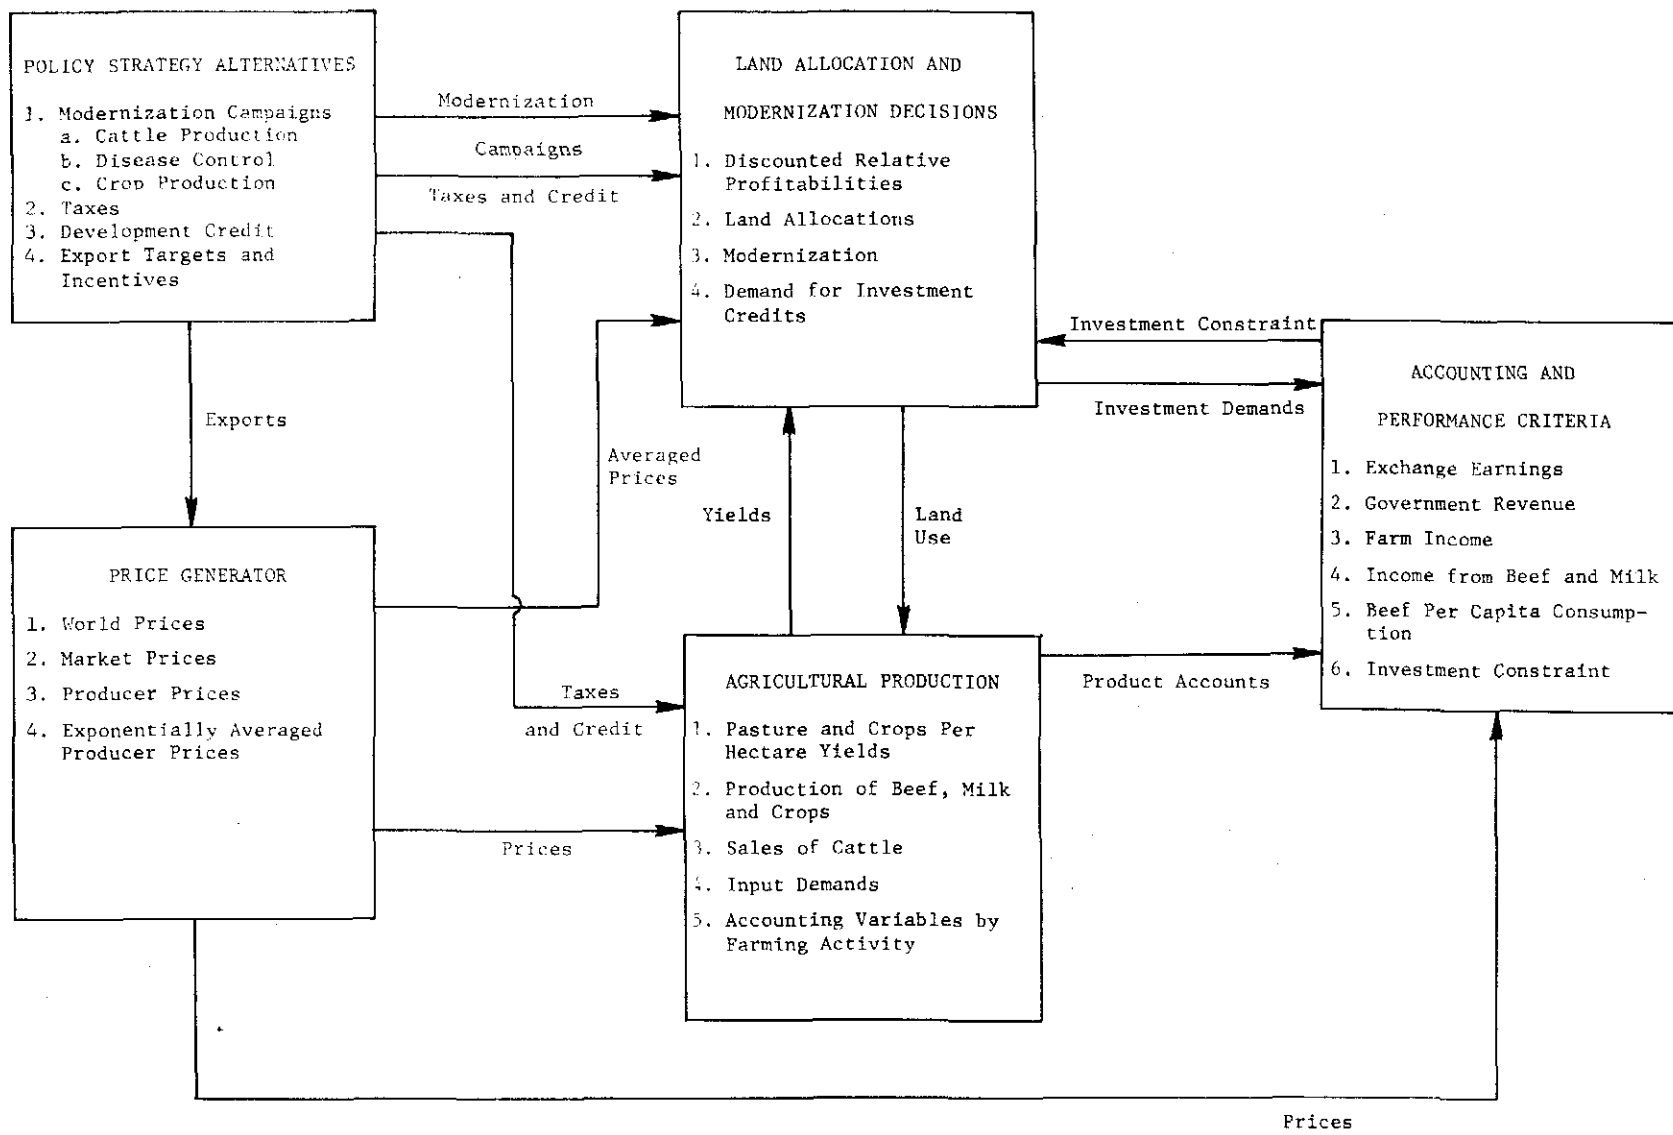 POLICY STRATEGY ALTERNATIVES
1. Modernization Campaigns
a. Cattle Production
b. Disease Control
c. Crop Production
2. Taxes
3. Development Credit
4. Export Targets and
Incentives
Modernization
Campaigns
Taxes and Credit
LAND ALLOCATION AND
MODERNIZATION DECISIONS
1. Discounted Relative
Profitabilities
2. Land Allocations
3. Modernization
4. Demand for Investment
Credits
Investment Constraint
Investment Demands
ACCOUNTING AND
PERFORMANCE CRITERIA
1. Exchange Earnings
2. Government Revenue
3. Farm Income
4. Income from Beef and Milk
5. Beef Per Capita Consump-
tion
6. Investment Constraint
Exports
Averaged
Prices
Yields
Land
Use
PRICE GENERATOR
1. World Prices
2. Market Prices
3. Producer Prices
4. Exponentially Averaged
Producer Prices
Taxes
and Credit
Prices
AGRICULTURAL PRODUCTION
1. Pasture and Crops Per
Hectare Yields
2. Production of Beef, Milk
and Crops
3. Sales of Cattle
4. Input Demands
5. Accounting Variables by
Farming Activity
Product Accounts
Prices